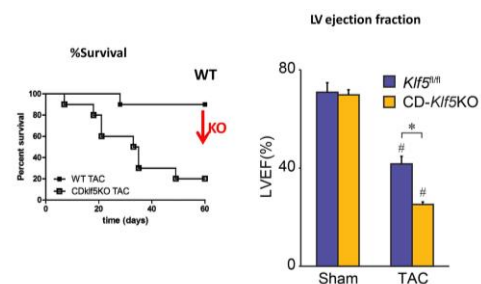 %Survival
WT
KO
Percent survival
100
80
60
40
20
0
WT TAC
CDklf5KO TAC
0
20
40
60
time (days)
LV ejection fraction
LVEF(%)
80
40
0
Klf5fl/fl
CD-Klf5KO
*
#
#
Sham
TAC